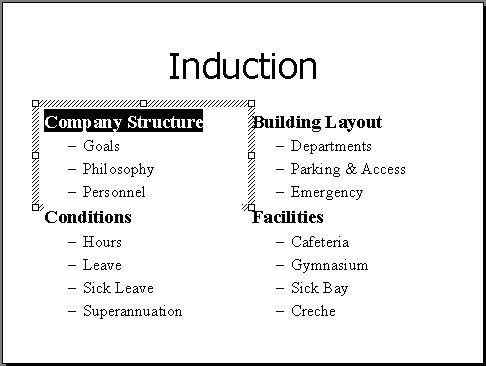 Induction
Company Structure
– Goals
– Philosophy
– Personnel
Building Layout
– Departments
– Parking & Access
– Emergency
Conditions
– Hours
– Leave
– Sick Leave
– Superannuation
Facilities
– Cafeteria
– Gymnasium
– Sick Bay
– Creche